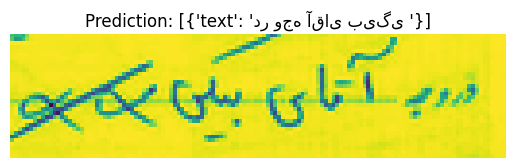 Prediction: [{'text': 'در وجه آقای بیگی '}]
در وجه آقای بیگی